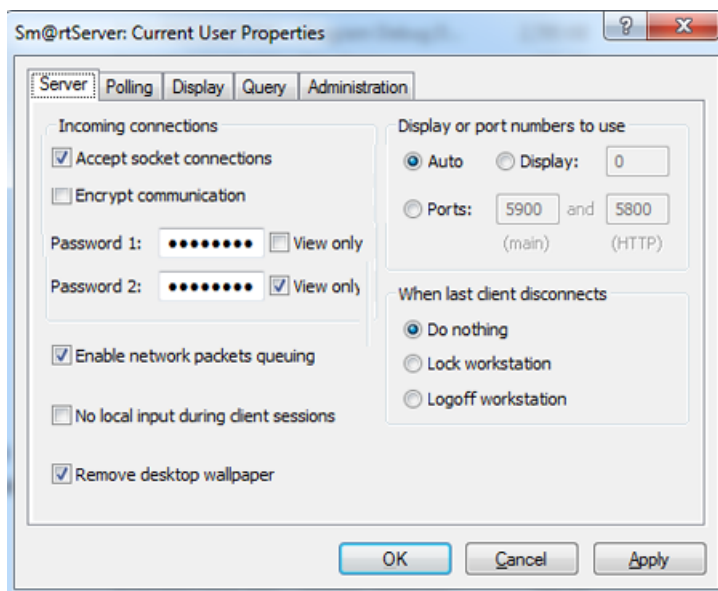 Sm@rtServer: Current User Properties
Server Polling Display Query Administration
Incoming connections
Accept socket connections
Encrypt communication
Password 1: ●●●●●●●● View only
Password 2: ●●●●●●●● View only
Enable network packets queuing
No local input during client sessions
Remove desktop wallpaper
Display or port numbers to use
Auto Display: 0
Ports: 5900 and 5800
(main) (HTTP)
When last client disconnects
Do nothing
Lock workstation
Logoff workstation
OK Cancel Apply